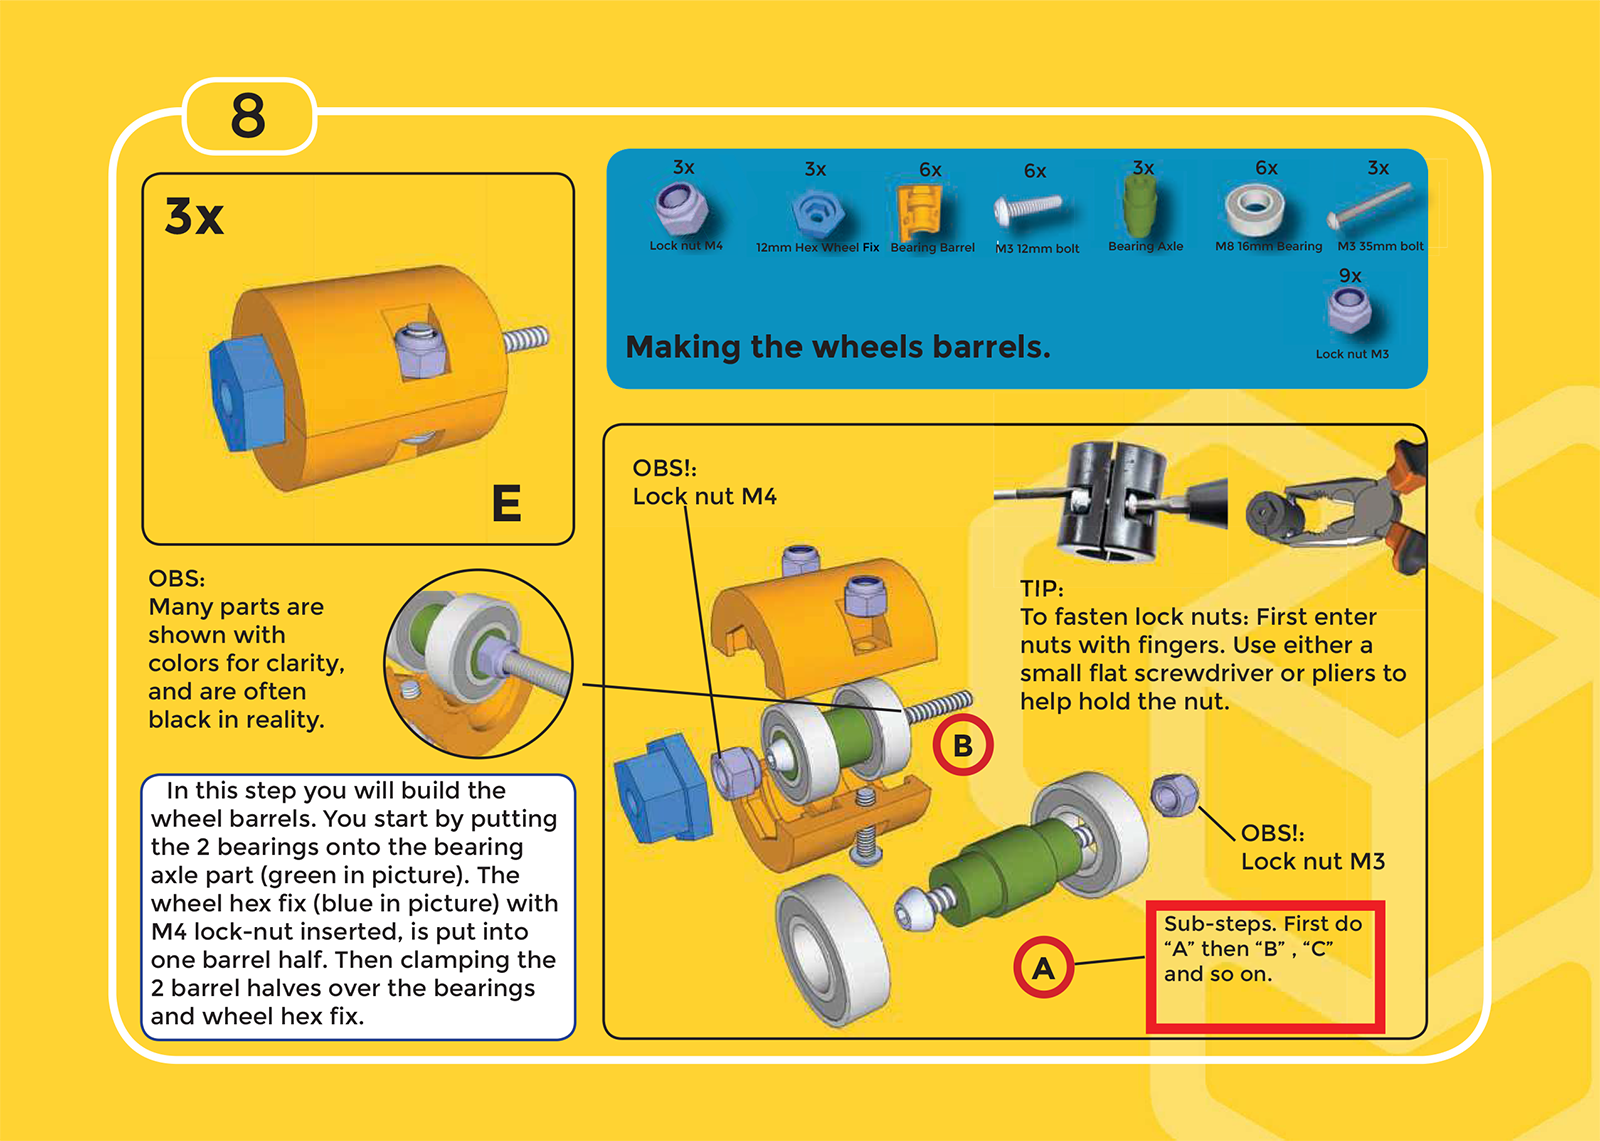 8
3x
E
3x
Lock nut M4
3x
12mm Hex Wheel Fix
6x
Bearing Barrel
6x
M3 12mm bolt
3x
Bearing Axle
6x
M8 16mm Bearing
3x
M3 35mm bolt
9x
Lock nut M3
Making the wheels barrels.
OBS:
Many parts are
shown with
colors for clarity,
and are often
black in reality.
In this step you will build the
wheel barrels. You start by putting
the 2 bearings onto the bearing
axle part (green in picture). The
wheel hex fix (blue in picture) with
M4 lock-nut inserted, is put into
one barrel half. Then clamping the
2 barrel halves over the bearings
and wheel hex fix.
OBS!:
Lock nut M4
TIP:
To fasten lock nuts: First enter
nuts with fingers. Use either a
small flat screwdriver or pliers to
help hold the nut.
B
OBS!:
Lock nut M3
A
Sub-steps. First do
“A” then “B” , “C”
and so on.